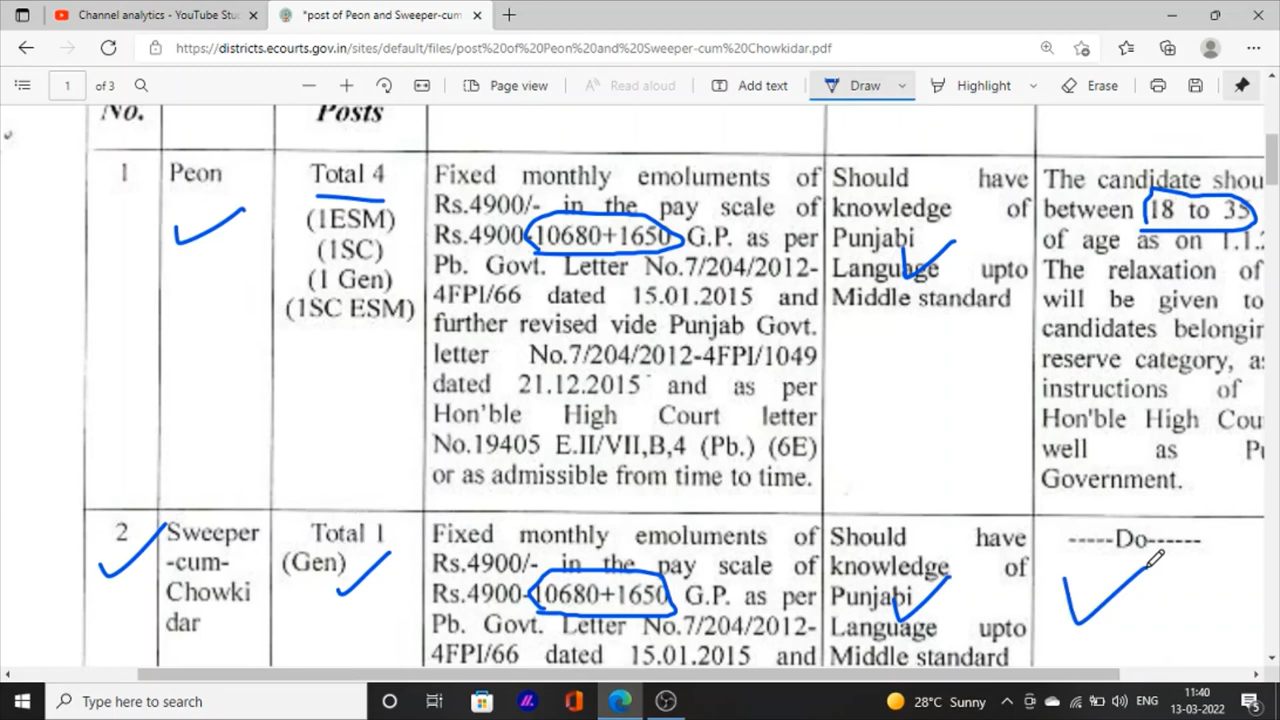 Channel analytics - YouTube Stu
*post of Peon and Sweeper-cum
https://districts.ecourts.gov.in/sites/default/files/post%20of%20Peon%20and%20Sweeper-cum%20Chowkidar.pdf
1 of 3
Page view
Read aloud
Add text
Draw
Highlight
Erase
No.
Posts
1
Peon
Total 4
(1ESM)
(1SC)
(1 Gen)
(1SC ESM)
Fixed monthly emoluments of
Rs.4900/- in the pay scale of
Rs.4900-10680+1650 G.P. as per
Pb. Govt. Letter No.7/204/2012-
4FPI/66 dated 15.01.2015 and
further revised vide Punjab Govt.
letter No.7/204/2012-4FPI/1049
dated 21.12.2015 and as per
Hon'ble High Court letter
No.19405 E.II/VII,B,4 (Pb.) (6E)
or as admissible from time to time.
Should have
knowledge of
Punjabi
Language upto
Middle standard
The candidate shou
between 18 to 35
of age as on 1.1.
The relaxation of
will be given to
candidates belongin
reserve category, as
instructions of
Hon'ble High Cou
well as Pu
Government.
2
Sweeper
-cum-
Chowki
dar
Total 1
(Gen)
Fixed monthly emoluments of
Rs.4900/- in the pay scale of
Rs.4900-10680+1650 G.P. as per
Pb. Govt. Letter No.7/204/2012-
4FPI/66 dated 15.01.2015 and
Should have
knowledge of
Punjabi
Language upto
Middle standard
-----Do------
Type here to search
28°C Sunny
ENG
11:40
13-03-2022
5